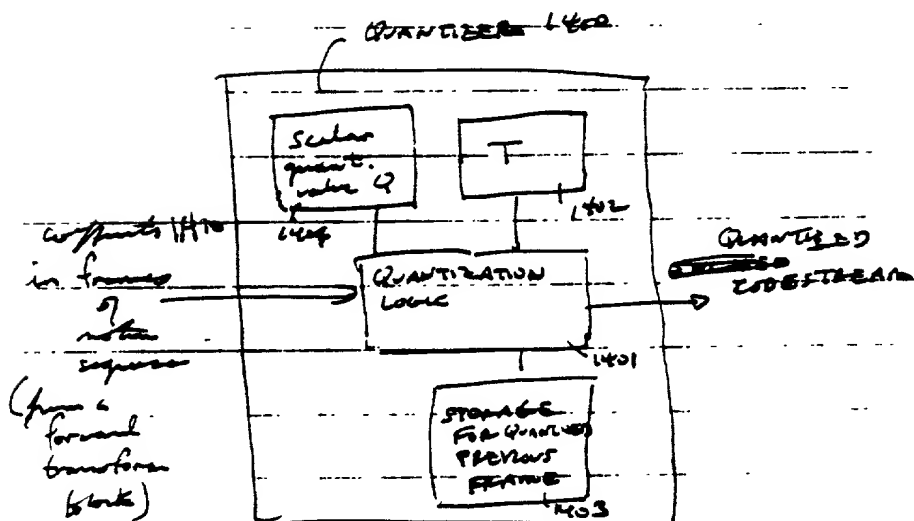 QUANTIZER 1400
Scalar
quant.
value Q
1404
T
1402
coefficients 1410
in frames
of
motion
sequence
(from a
forward
transform
block)
QUANTIZATION
LOGIC
1401
QUANTIZED
CODESTREAM
STORAGE
FOR QUANTIZED
PREVIOUS
FRAME
1403